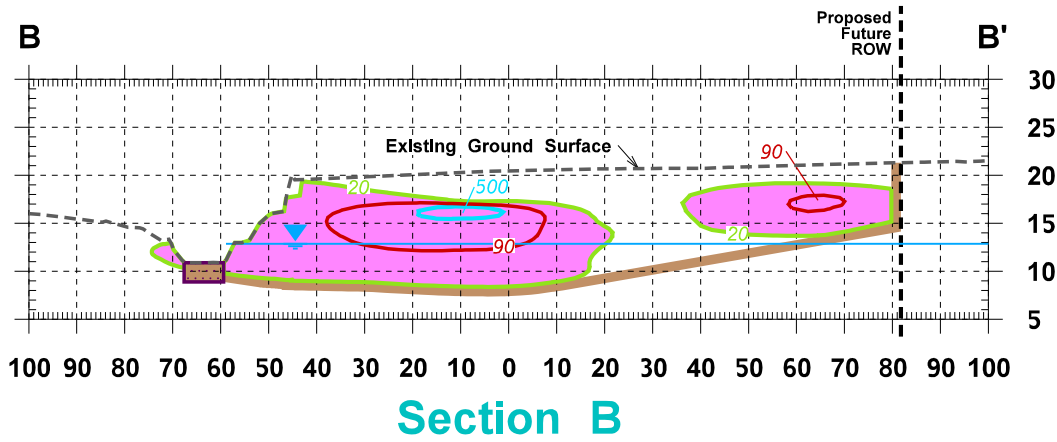 Proposed
Future
ROW
B
B'
30
Existing Ground Surface
90
25
20
500
20
20
15
90
20
10
5
100 90 80 70 60 50 40 30 20 10 0 10 20 30 40 50 60 70 80 90 100
Section B